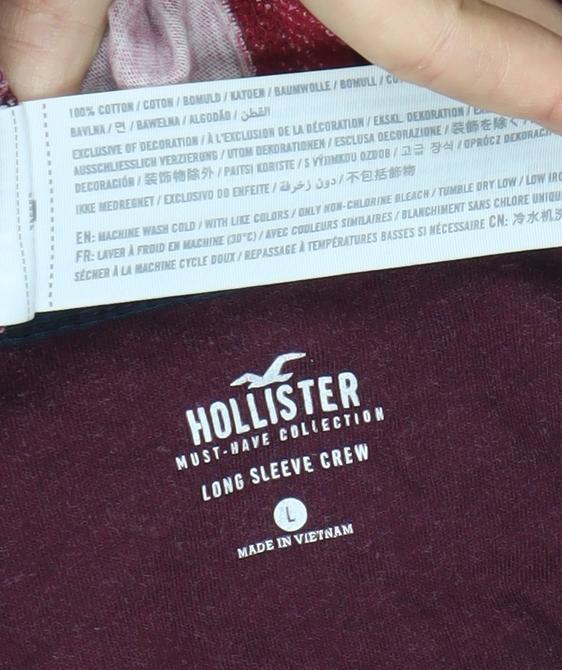 100% COTTON / COTON / BOMULD / KATOEN / BAUMWOLLE / BOMULL /
BAVLNA / 면 / BAWEŁNA / ALGODÃO / القطن
EXCLUSIVE OF DECORATION / À L'EXCLUSION DE LA DÉCORATION / EKSKL. DEKORATION /
AUSSCHLIESSLICH VERZIERUNG / UTOM DEKORATIONEN / ESCLUSA DECORAZIONE / 装飾を除く
DECORACIÓN / 装饰物除外 / PAITSI KORISTE / S VÝJIMKOU OZDOB / 고급 장식 / OPRÓCZ DEKORACJI
IKKE MEDREGNET / EXCLUSIVO DO ENFEITE / دون زخرفة / 不包括飾物
EN: MACHINE WASH COLD / WITH LIKE COLORS / ONLY NON-CHLORINE BLEACH / TUMBLE DRY LOW / LOW
FR: LAVER À FROID EN MACHINE (30°C) / AVEC COULEURS SIMILAIRES / BLANCHIMENT SANS CHLORE
SÉCHER À LA MACHINE CYCLE DOUX / REPASSAGE À TEMPÉRATURES BASSES SI NÉCESSAIRE CN: 冷水机洗
HOLLISTER
MUST-HAVE COLLECTION
LONG SLEEVE CREW
L
MADE IN VIETNAM